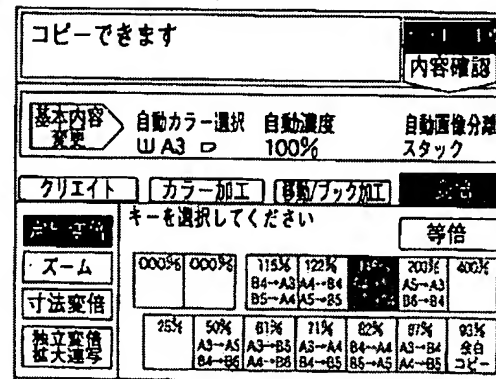 コピーできます
内容確認
基本内容
変更
自動カラー選択 自動濃度 自動画像分離
A3 100% スタック
クリエイト カラー加工 移動/ブック加工 変倍
キーを選択してください
等倍
ズーム
寸法変倍
独立変倍
拡大連写
000% 000% 115% 122% 200% 400%
B4→A3 A4→B4 A5→A3
B5→A4 A5→B5 B6→B4
25% 50% 61% 71% 82% 87% 93%
A3→A5 A3→B5 A3→A4 B4→A4 A3→B4 余白
B4→B6 A4→B6 B4→B5 B5→A5 A4→B5 コピー